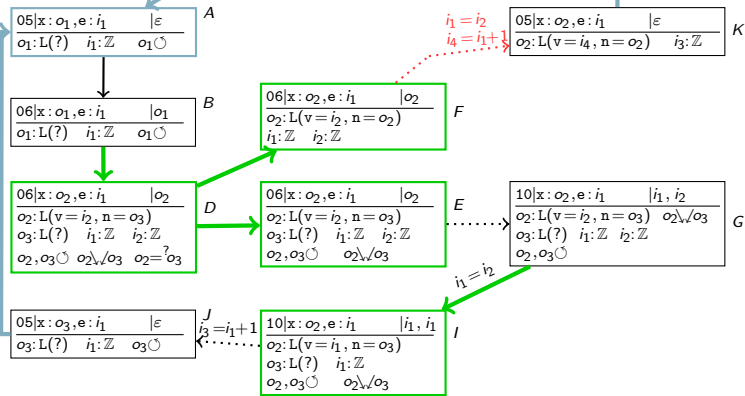 A
05|x:o₁,e:i₁ |ε
o₁:L(?) i₁:ℤ o₁↺
B
06|x:o₁,e:i₁ |o₁
o₁:L(?) i₁:ℤ o₁↺
D
06|x:o₂,e:i₁ |o₂
o₂:L(v=i₂,n=o₃)
o₃:L(?) i₁:ℤ i₂:ℤ
o₂,o₃↺ o₂↘↙o₃ o₂=?o₃
F
06|x:o₂,e:i₁ |o₂
o₂:L(v=i₂,n=o₂)
i₁:ℤ i₂:ℤ
i₁=i₂
i₄=i₁+1
K
05|x:o₂,e:i₁ |ε
o₂:L(v=i₄,n=o₂) i₃:ℤ
E
06|x:o₂,e:i₁ |o₂
o₂:L(v=i₂,n=o₃)
o₃:L(?) i₁:ℤ i₂:ℤ
o₂,o₃↺ o₂↘↙o₃
G
10|x:o₂,e:i₁ |i₁,i₂
o₂:L(v=i₂,n=o₃) o₂↘↙o₃
o₃:L(?) i₁:ℤ i₂:ℤ
o₂,o₃↺
i₁=i₂
I
10|x:o₂,e:i₁ |i₁,i₁
o₂:L(v=i₁,n=o₃)
o₃:L(?) i₁:ℤ
o₂,o₃↺ o₂↘↙o₃
J
i₃=i₁+1
05|x:o₃,e:i₁ |ε
o₃:L(?) i₁:ℤ o₃↺